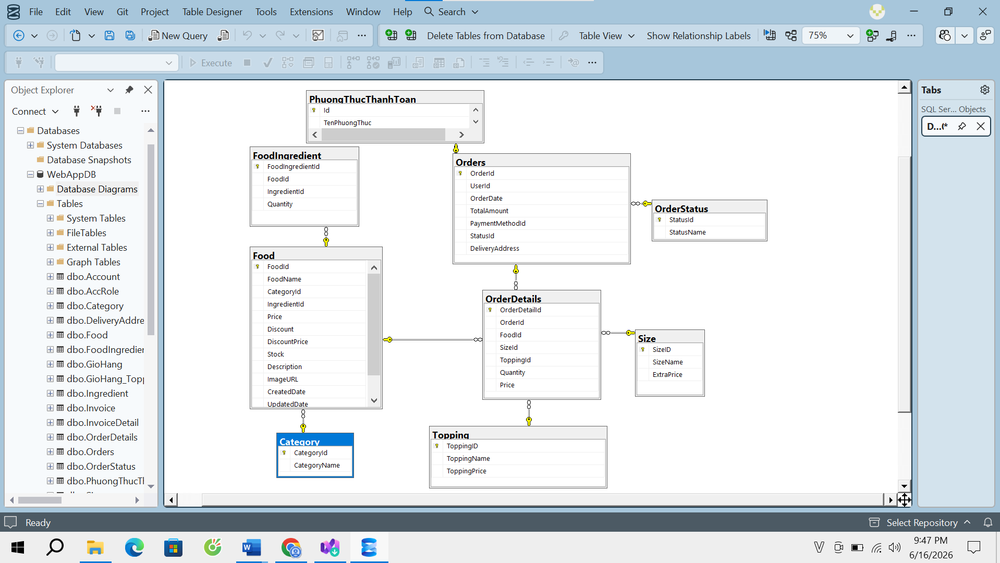 File Edit View Git Project Table Designer Tools Extensions Window Help Search
New Query Delete Tables from Database Table View Show Relationship Labels 75%
Execute
Object Explorer
Connect
Databases
System Databases
Database Snapshots
WebAppDB
Database Diagrams
Tables
System Tables
FileTables
External Tables
Graph Tables
dbo.Account
dbo.AccRole
dbo.Category
dbo.DeliveryAddre
dbo.Food
dbo.FoodIngredier
dbo.GioHang
dbo.GioHang_Topp
dbo.Ingredient
dbo.Invoice
dbo.InvoiceDetail
dbo.OrderDetails
dbo.Orders
dbo.OrderStatus
dbo.PhuongThucTh
PhuongThucThanhToan
Id
TenPhuongThuc
FoodIngredient
FoodIngredientId
FoodId
IngredientId
Quantity
Orders
OrderId
UserId
OrderDate
TotalAmount
PaymentMethodId
StatusId
DeliveryAddress
OrderStatus
StatusId
StatusName
Food
FoodId
FoodName
CategoryId
IngredientId
Price
Discount
DiscountPrice
Stock
Description
ImageURL
CreatedDate
UpdatedDate
OrderDetails
OrderDetailId
OrderId
FoodId
SizeId
ToppingId
Quantity
Price
Size
SizeID
SizeName
ExtraPrice
Category
CategoryId
CategoryName
Topping
ToppingID
ToppingName
ToppingPrice
Tabs
SQL Ser... Objects
D...(*
Ready
Select Repository
9:47 PM
6/16/2026